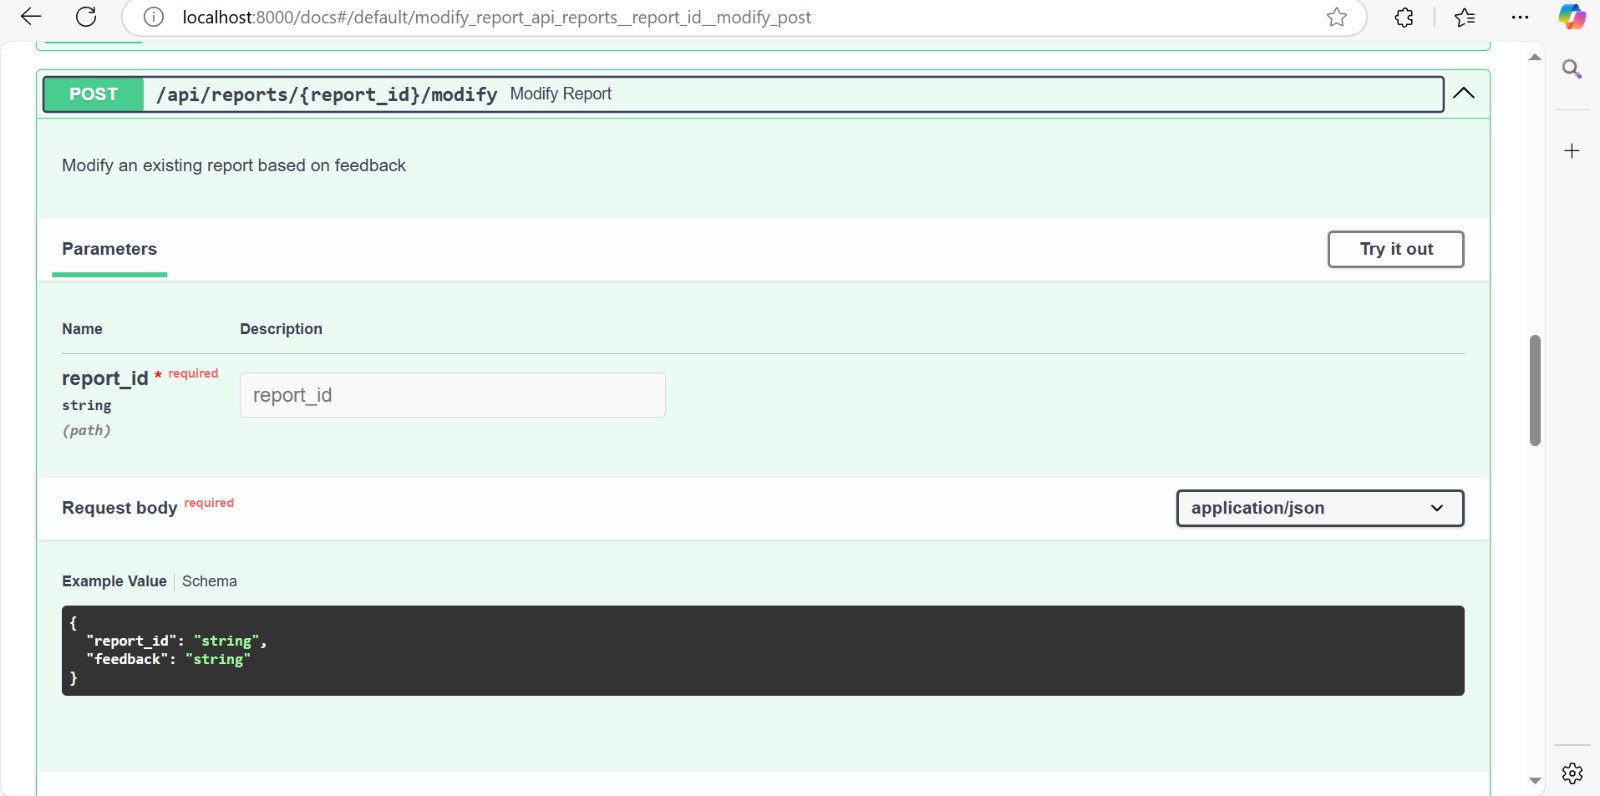 localhost:8000/docs#/default/modify_report_api_reports__report_id__modify_post
POST /api/reports/{report_id}/modify Modify Report
Modify an existing report based on feedback
Parameters
Try it out
Name Description
report_id * required
string
(path)
report_id
Request body required
application/json
Example Value Schema
{
"report_id": "string",
"feedback": "string"
}